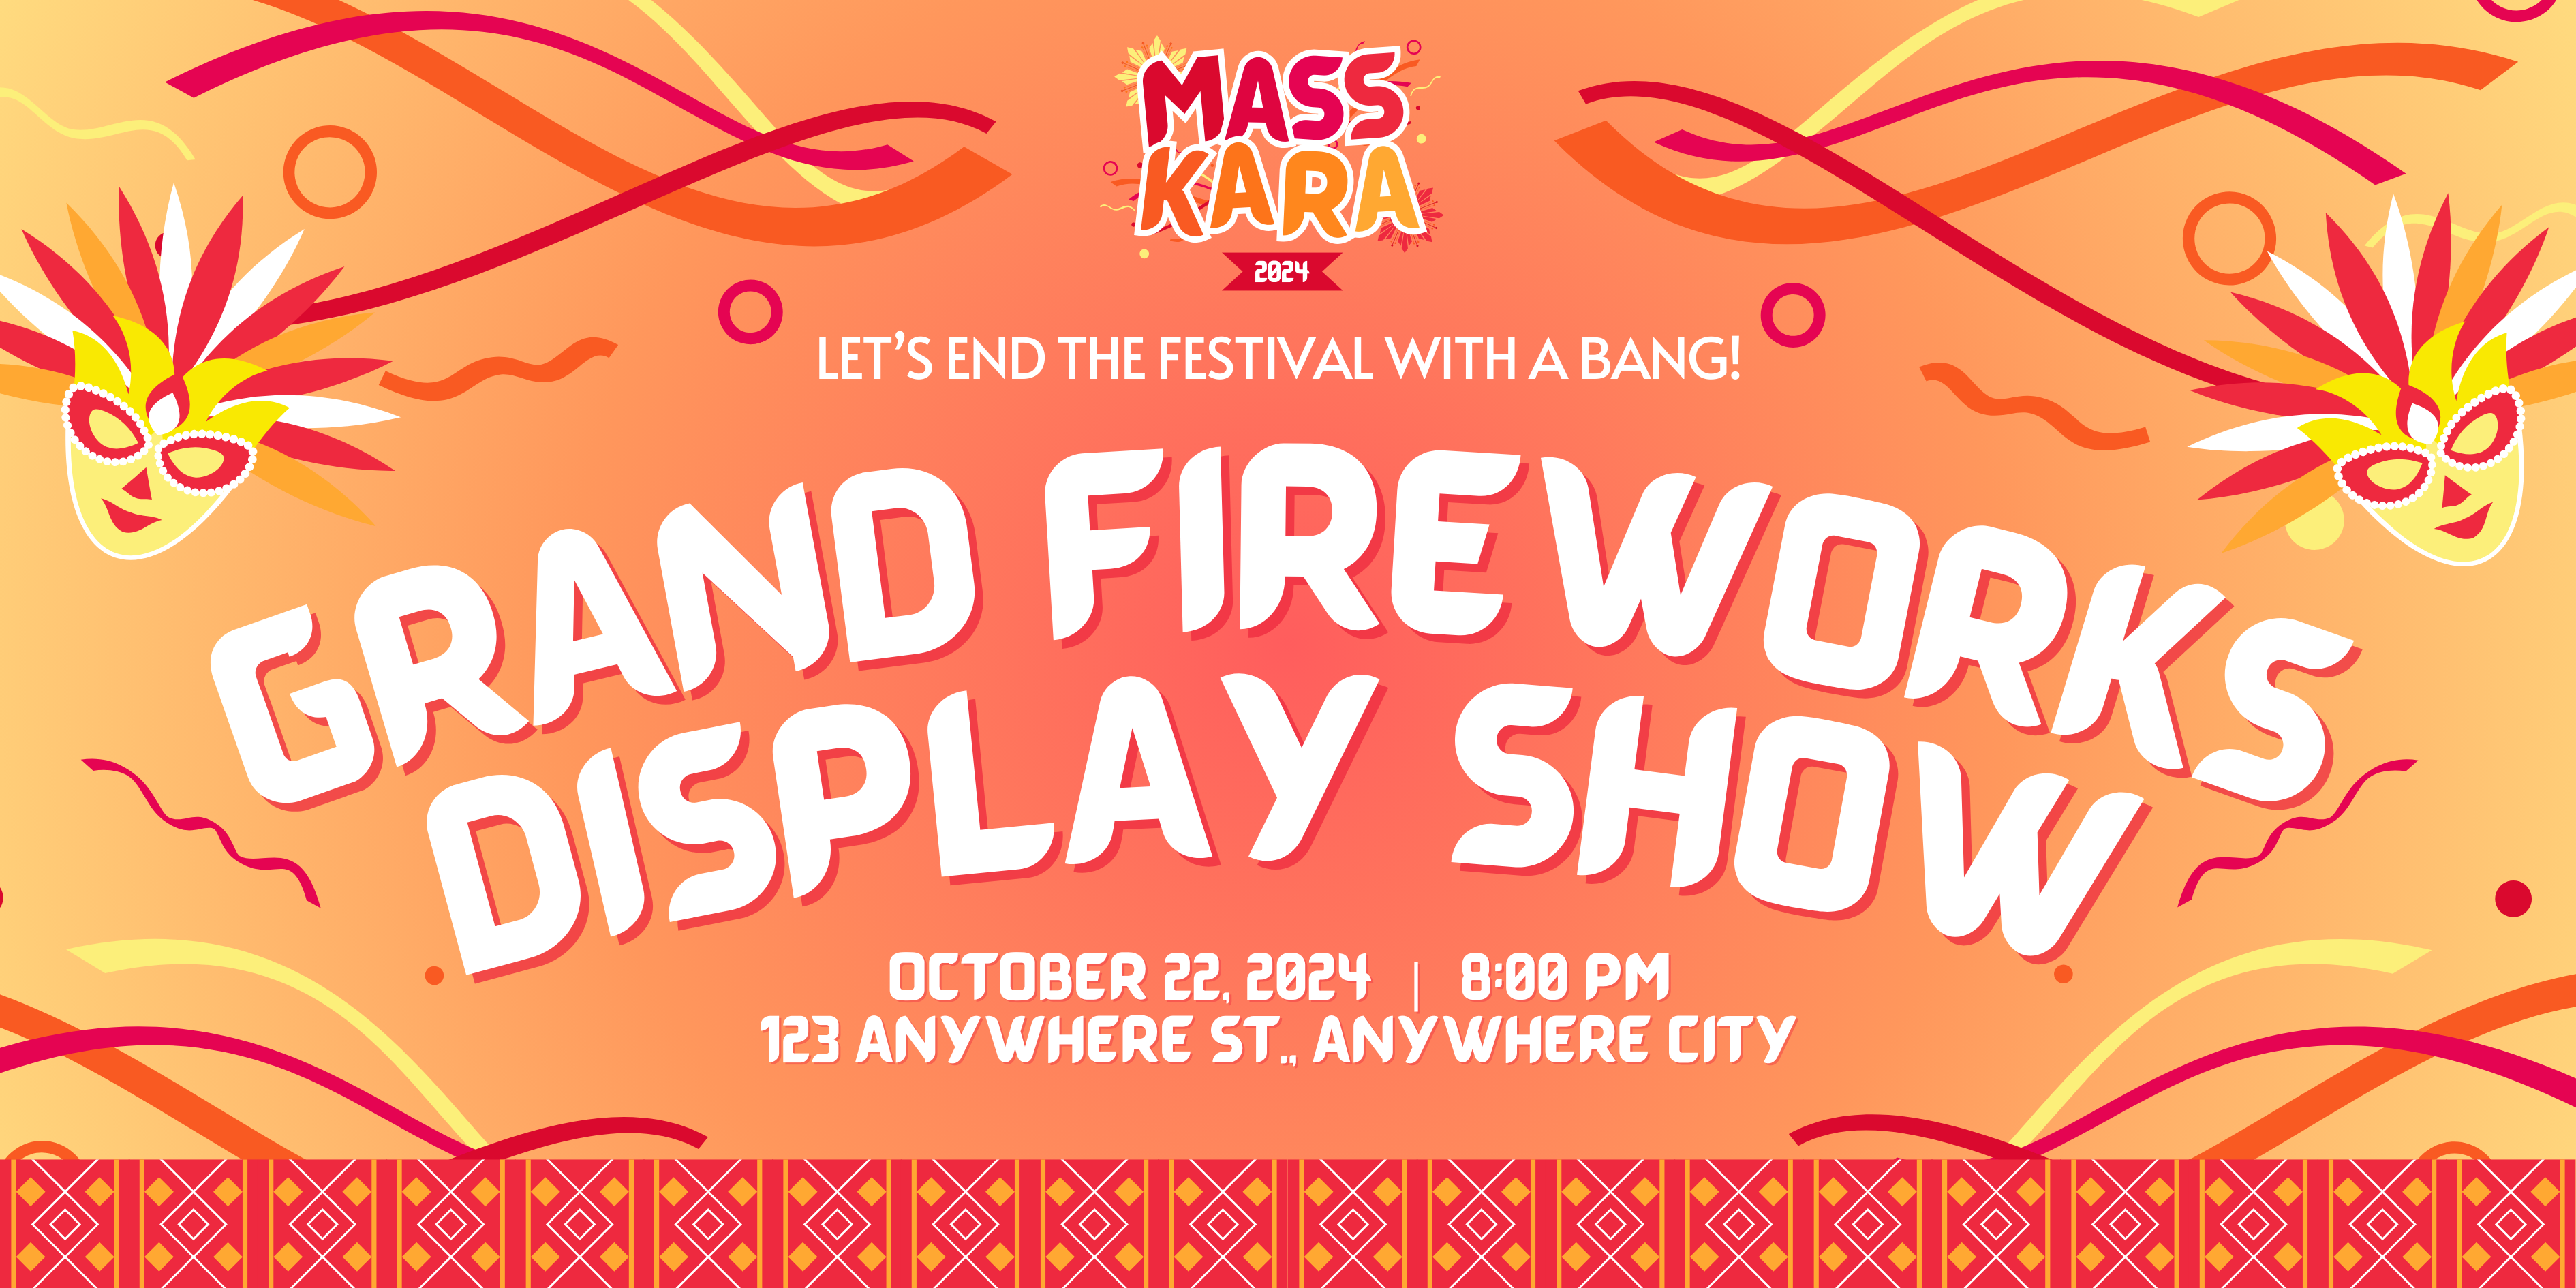 MASS
KARA
2024
LET'S END THE FESTIVAL WITH A BANG!
GRAND FIREWORKS
DISPLAY SHOW
OCTOBER 22, 2024 | 8:00 PM
123 ANYWHERE ST., ANYWHERE CITY